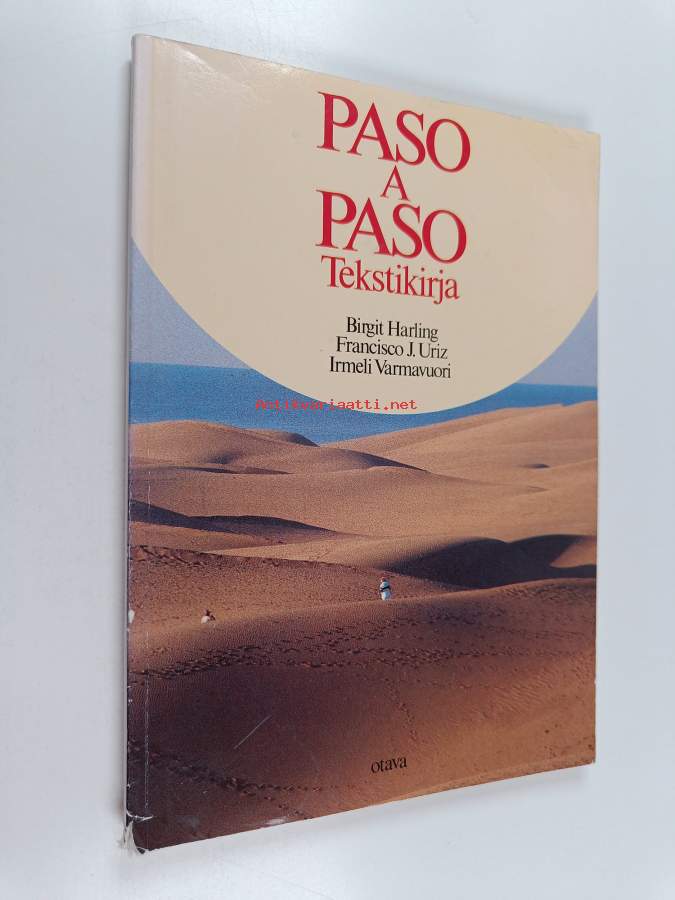 PASO
A
PASO
Tekstikirja
Birgit Harling
Francisco J. Uriz
Irmeli Varmavuori
Antikvariaatti.net
otava